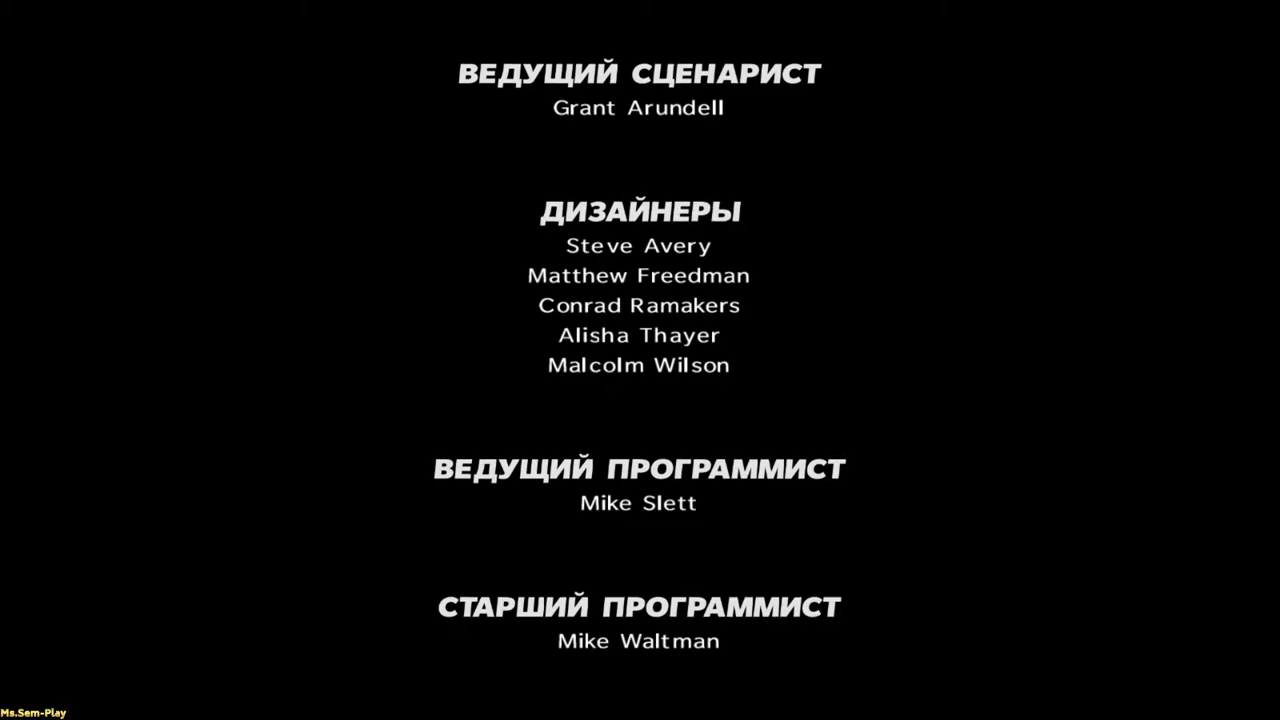 ВЕДУЩИЙ СЦЕНАРИСТ
Grant Arundell
ДИЗАЙНЕРЫ
Steve Avery
Matthew Freedman
Conrad Ramakers
Alisha Thayer
Malcolm Wilson
ВЕДУЩИЙ ПРОГРАММИСТ
Mike Slett
СТАРШИЙ ПРОГРАММИСТ
Mike Waltman
Ms.Sem-Play